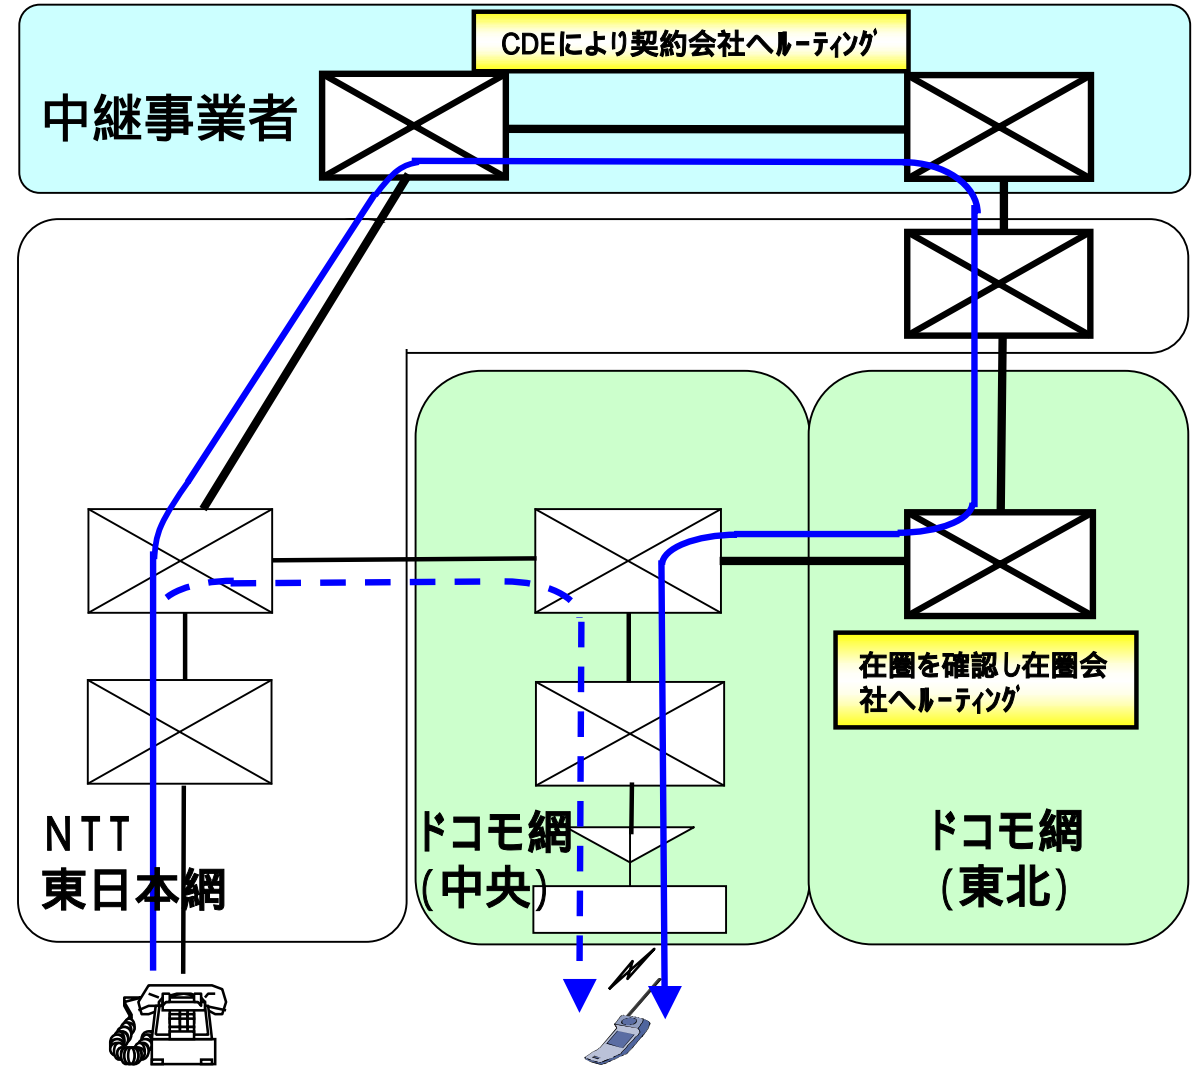 CDEにより契約会社へﾙｰﾃｨﾝｸﾞ
中継事業者
在圏を確認し在圏会
社へﾙｰﾃｨﾝｸﾞ
ＮＴＴ
東日本網
ドコモ網
(中央)
ドコモ網
(東北)